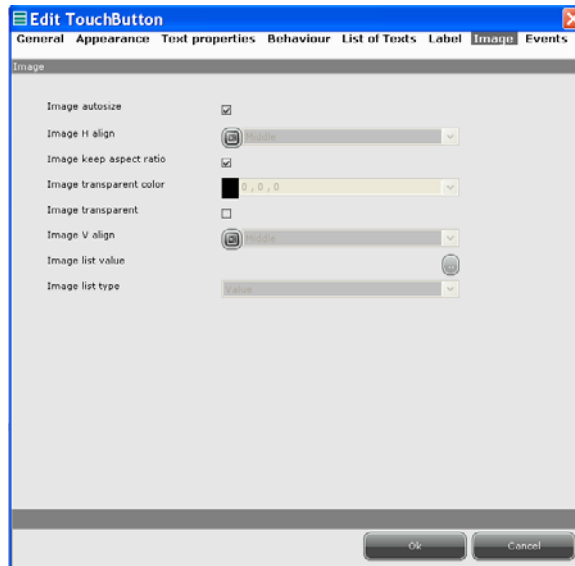 Edit TouchButton
General Appearance Text properties Behaviour List of Texts Label Image Events
Image
Image autosize
Image H align Middle
Image keep aspect ratio
Image transparent color 0 , 0 , 0
Image transparent
Image V align Middle
Image list value ...
Image list type Value
Ok Cancel